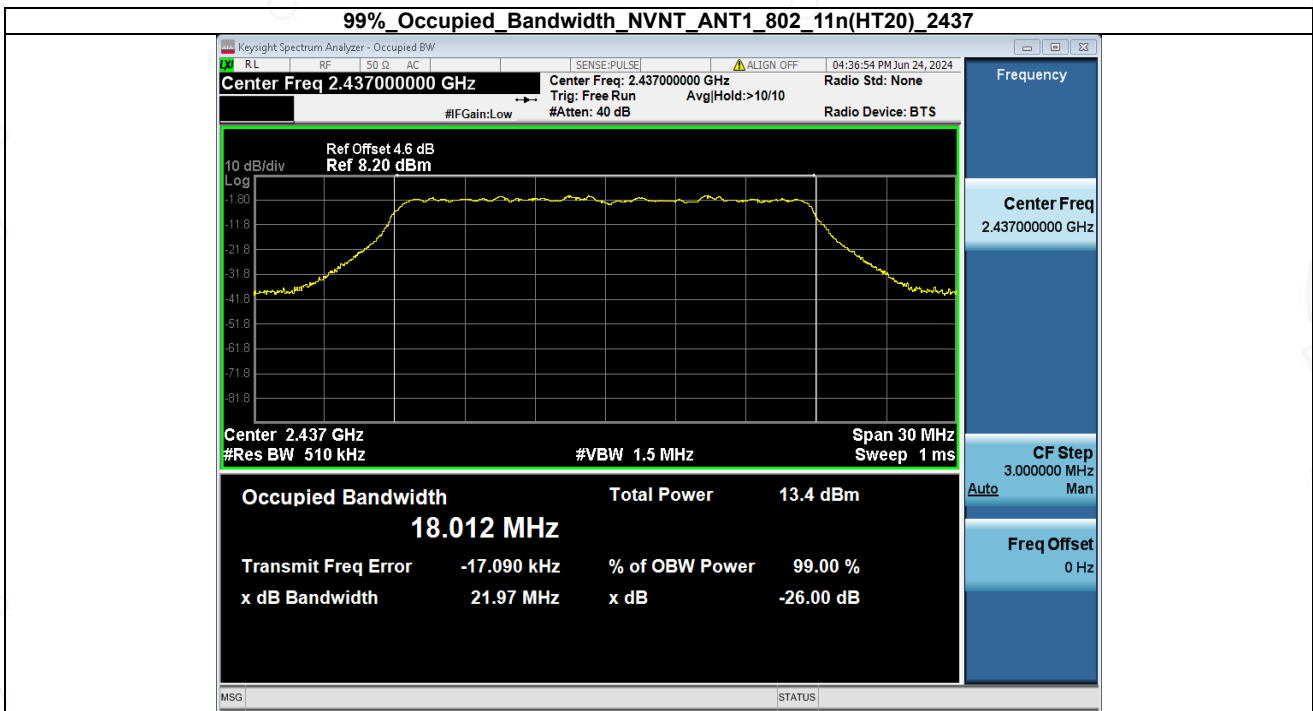 99%_Occupied_Bandwidth_NVNT_ANT1_802_11n(HT20)_2437
Keysight Spectrum Analyzer - Occupied BW
LXI RL RF 50 Ω AC SENSE:PULSE ALIGN OFF 04:36:54 PM Jun 24, 2024
Center Freq 2.437000000 GHz
Center Freq: 2.437000000 GHz Radio Std: None
Trig: Free Run Avg|Hold:>10/10
#IFGain:Low #Atten: 40 dB Radio Device: BTS
Ref Offset 4.6 dB
10 dB/div Ref 8.20 dBm
Log
-1.80
-11.8
-21.8
-31.8
-41.8
-51.8
-61.8
-71.8
-81.8
Center 2.437 GHz Span 30 MHz
#Res BW 510 kHz #VBW 1.5 MHz Sweep 1 ms
Occupied Bandwidth Total Power 13.4 dBm
18.012 MHz
Transmit Freq Error -17.090 kHz % of OBW Power 99.00 %
x dB Bandwidth 21.97 MHz x dB -26.00 dB
MSG STATUS
Frequency
Center Freq
2.437000000 GHz
CF Step
3.000000 MHz
Auto Man
Freq Offset
0 Hz